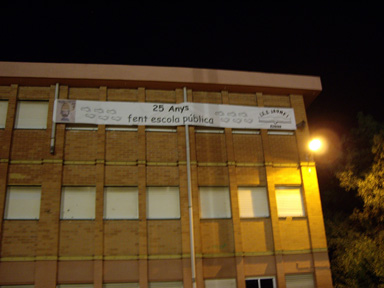 25 Anys
fent escola pública